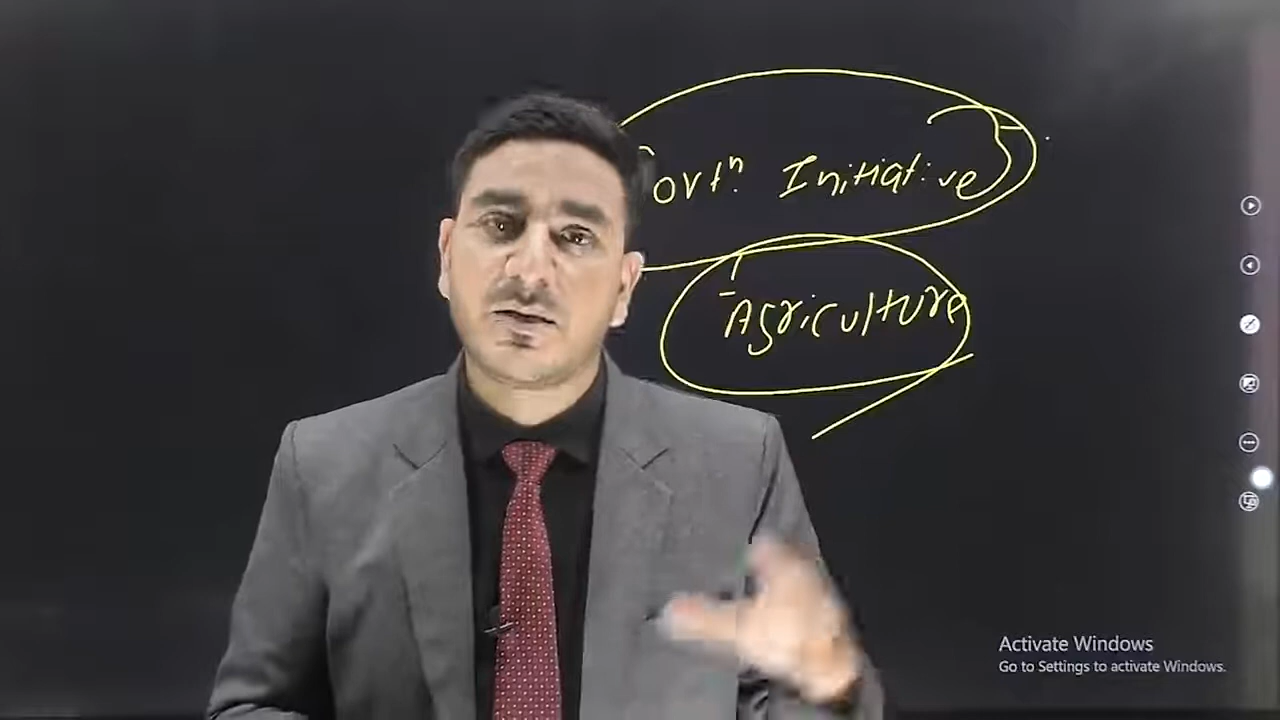 ovtⁿ. Initiative
- Agriculture
Activate Windows
Go to Settings to activate Windows.